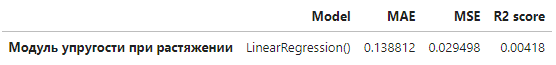 Model MAE MSE R2 score
Модуль упругости при растяжении LinearRegression() 0.138812 0.029498 0.00418